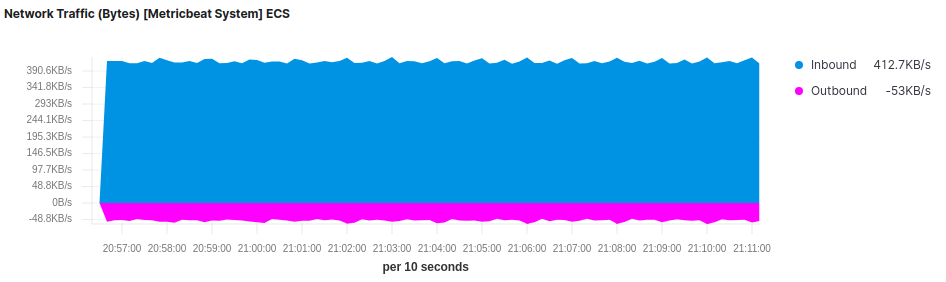 Network Traffic (Bytes) [Metricbeat System] ECS
390.6KB/s
341.8KB/s
293KB/s
244.1KB/s
195.3KB/s
146.5KB/s
97.7KB/s
48.8KB/s
0B/s
-48.8KB/s
20:57:00 20:58:00 20:59:00 21:00:00 21:01:00 21:02:00 21:03:00 21:04:00 21:05:00 21:06:00 21:07:00 21:08:00 21:09:00 21:10:00 21:11:00
per 10 seconds
Inbound 412.7KB/s
Outbound -53KB/s